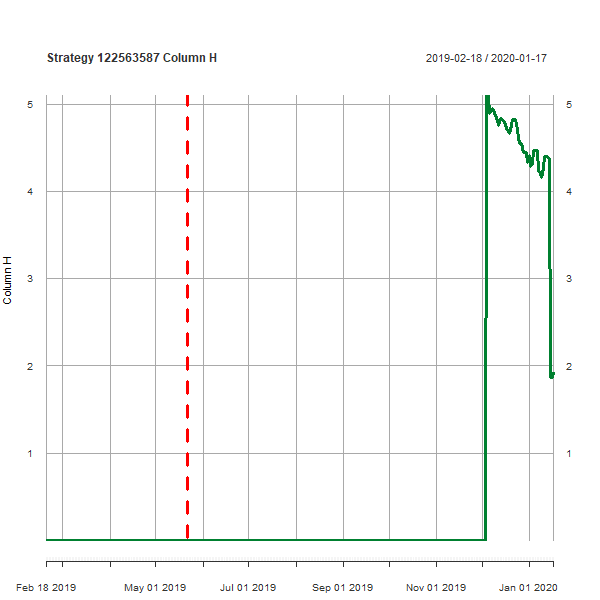 Strategy 122563587 Column H
2019-02-18 / 2020-01-17
5
5
4
4
3
3
2
2
1
1
Column H
Feb 18 2019
May 01 2019
Jul 01 2019
Sep 01 2019
Nov 01 2019
Jan 01 2020